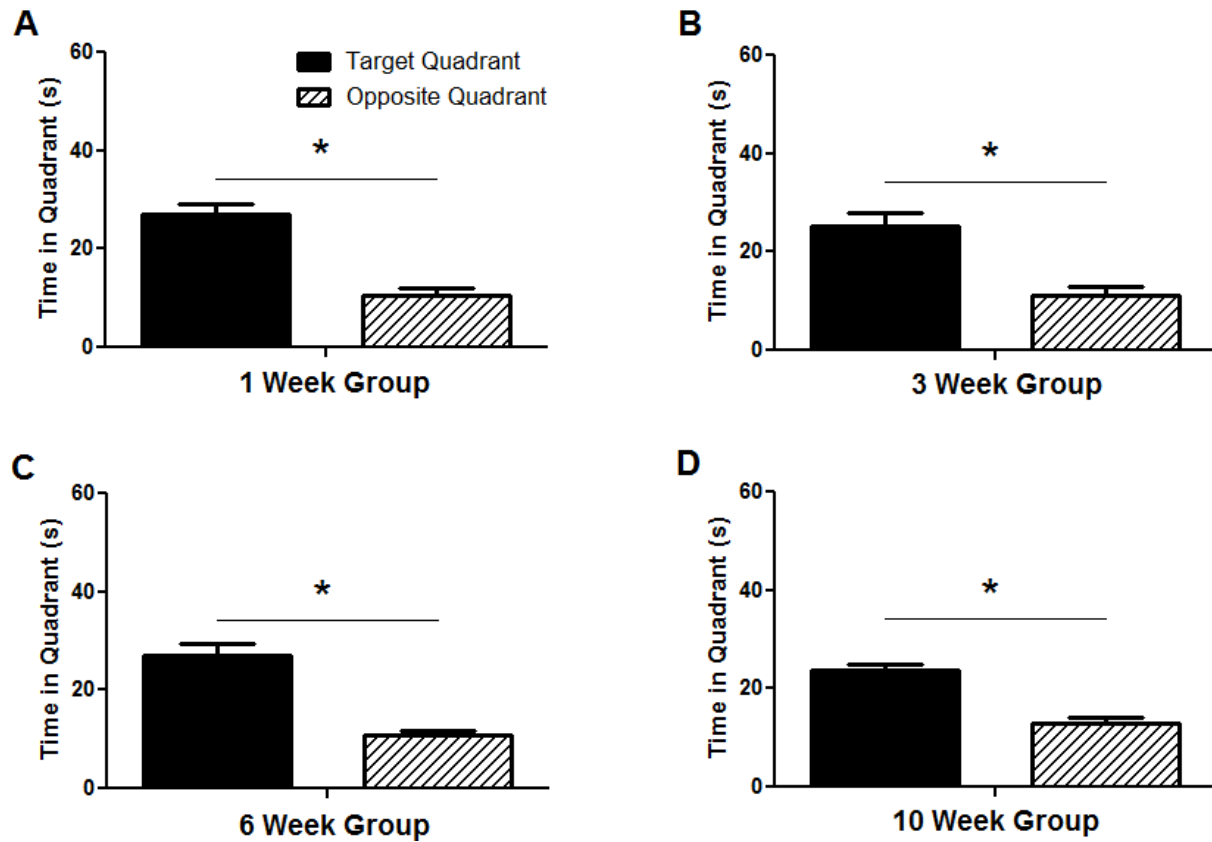 A
Time in Quadrant (s)
60
40
20
0
Target Quadrant
Opposite Quadrant
*
1 Week Group
B
Time in Quadrant (s)
60
40
20
0
*
3 Week Group
C
Time in Quadrant (s)
60
40
20
0
*
6 Week Group
D
Time in Quadrant (s)
60
40
20
0
*
10 Week Group